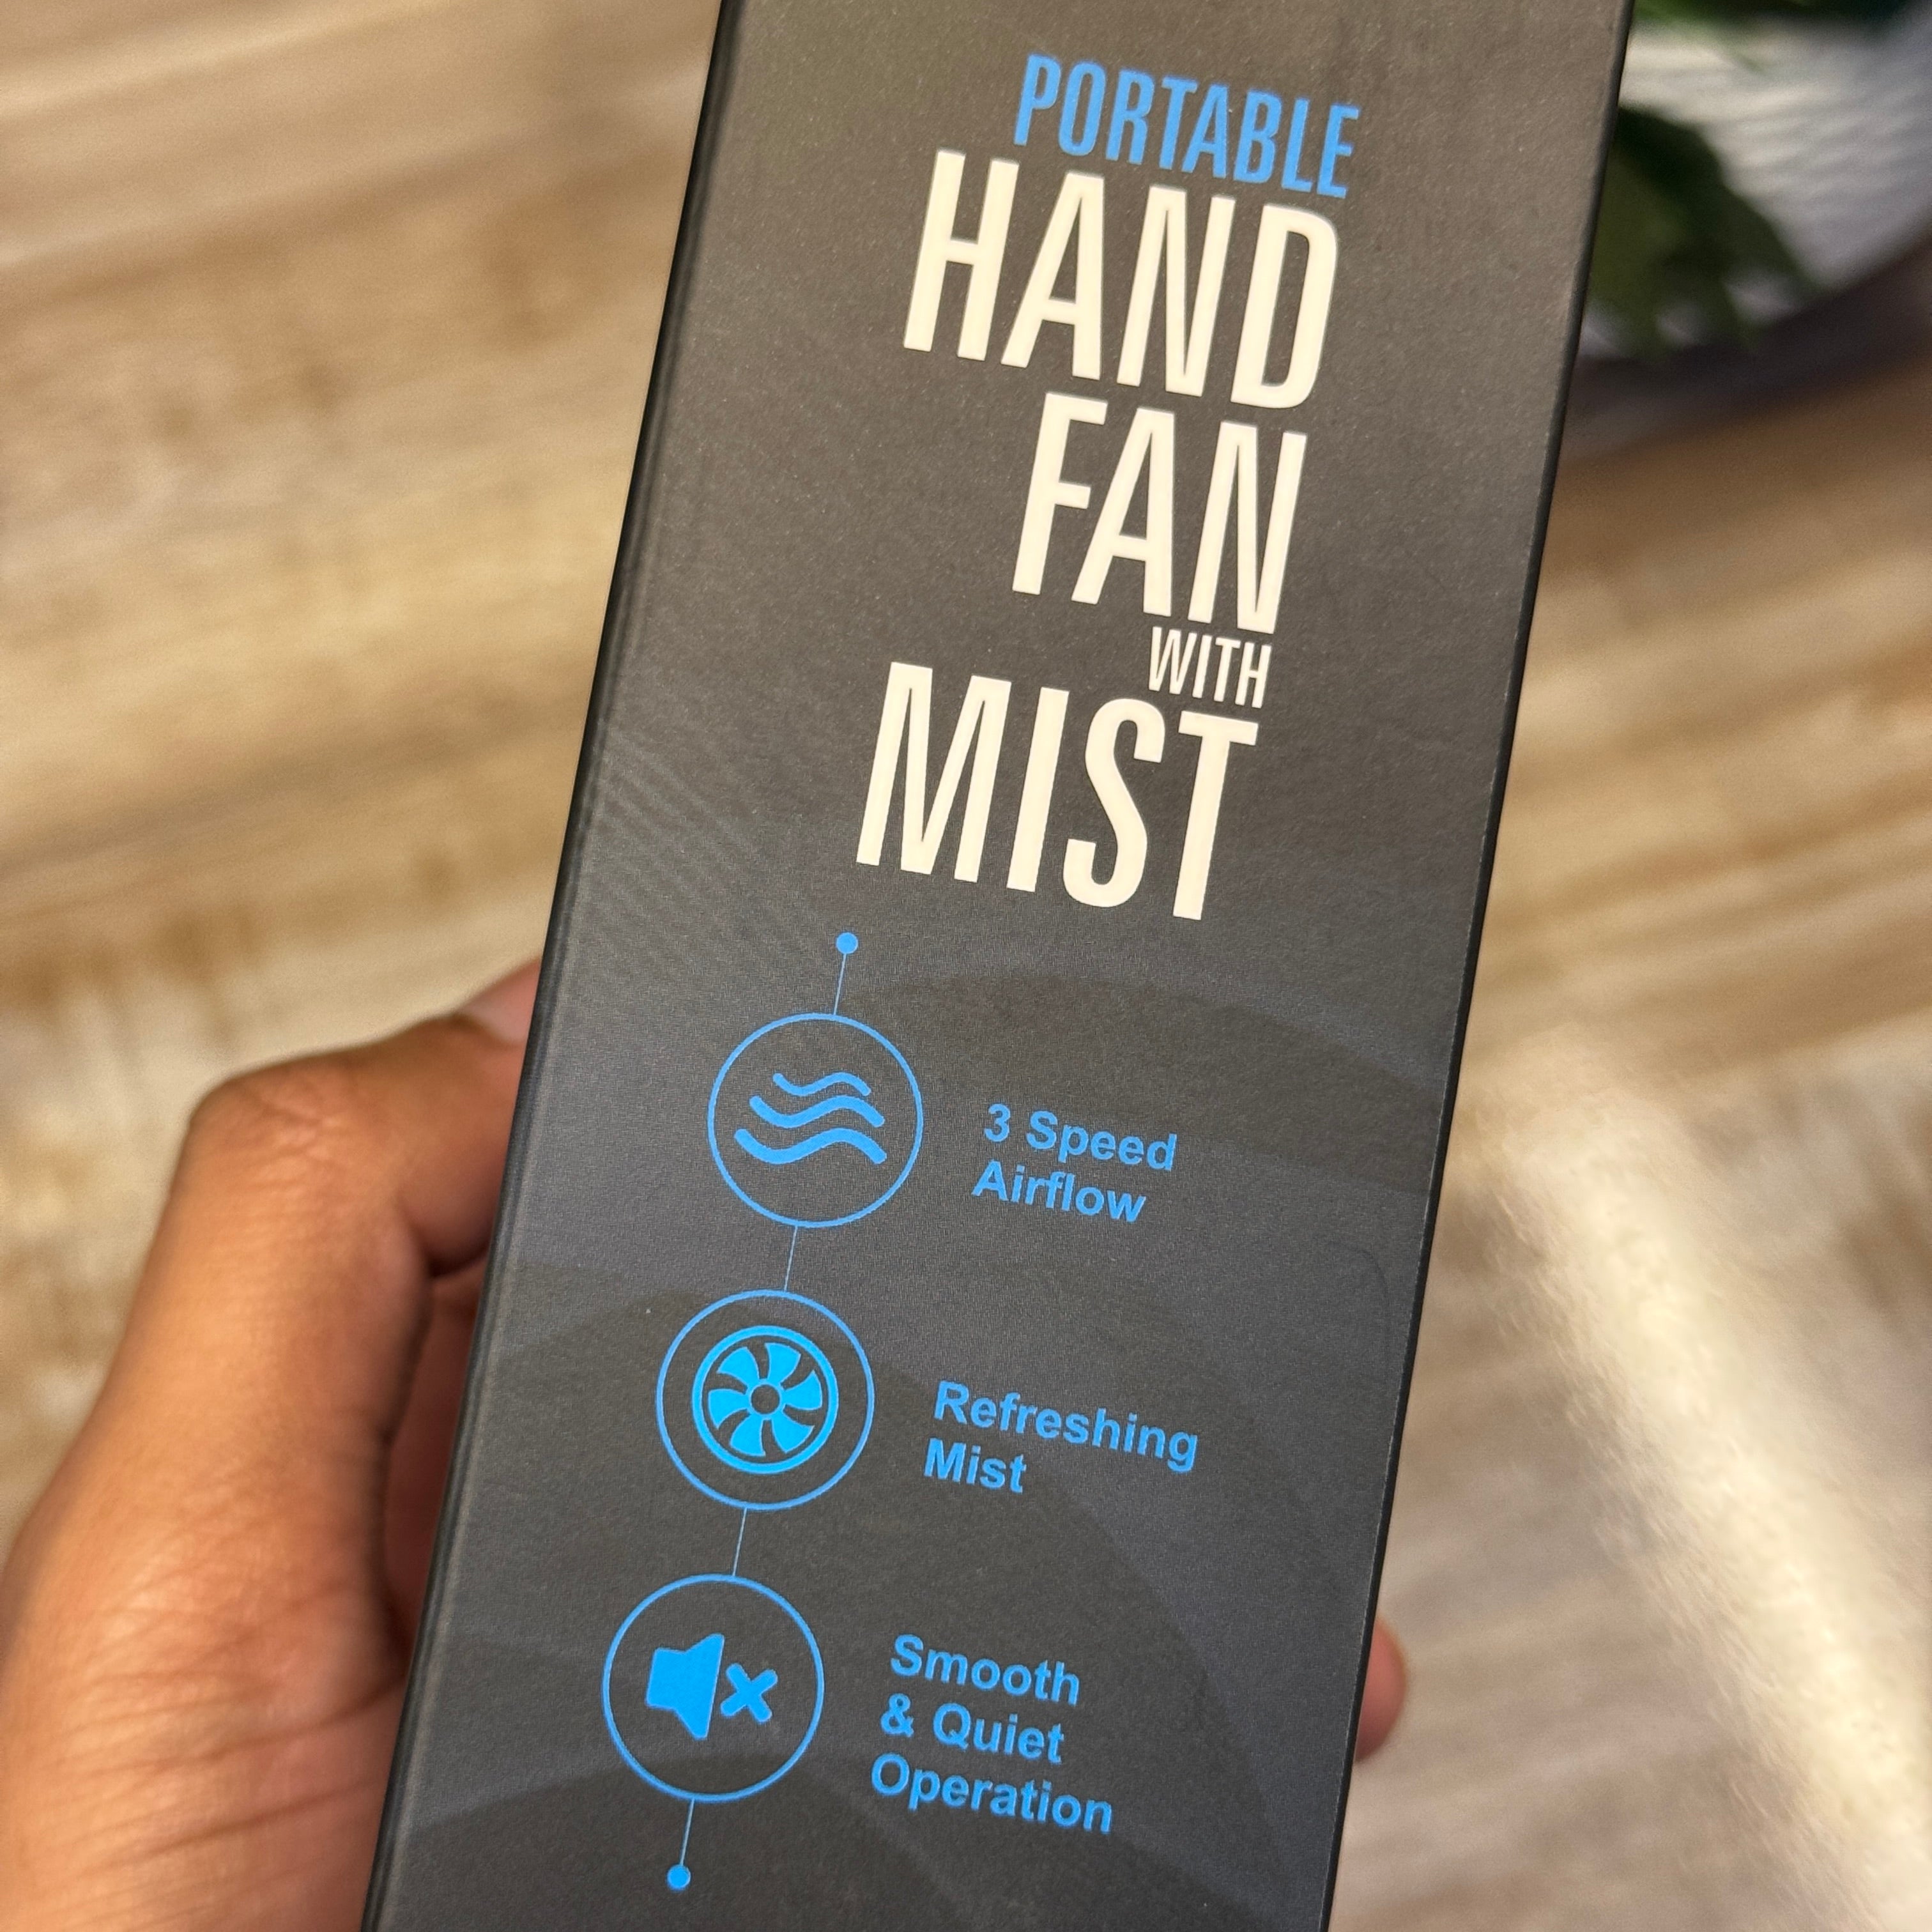 PORTABLE
HAND
FAN
WITH
MIST
3 Speed
Airflow
Refreshing
Mist
Smooth
& Quiet
Operation